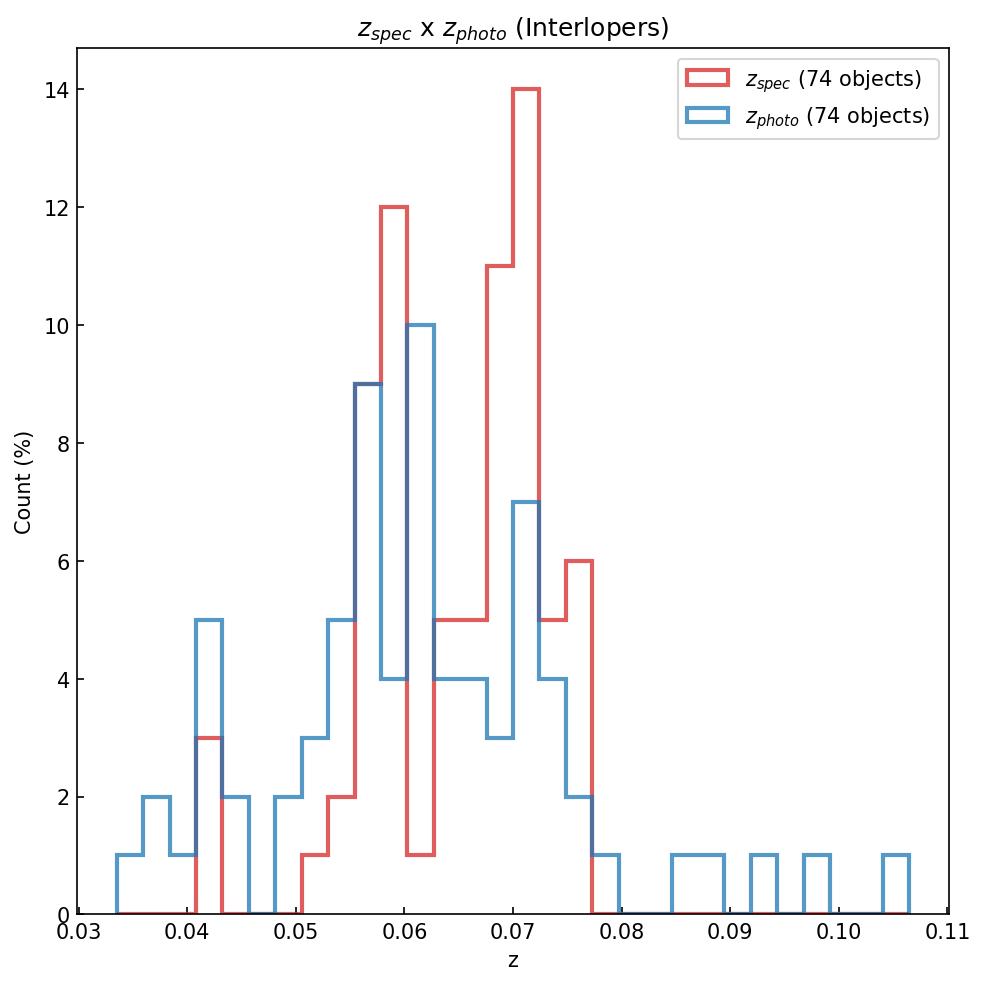 z_spec x z_photo (Interlopers)
z_spec (74 objects)
z_photo (74 objects)
14
12
10
8
6
4
2
0
Count (%)
0.03 0.04 0.05 0.06 0.07 0.08 0.09 0.10 0.11
z